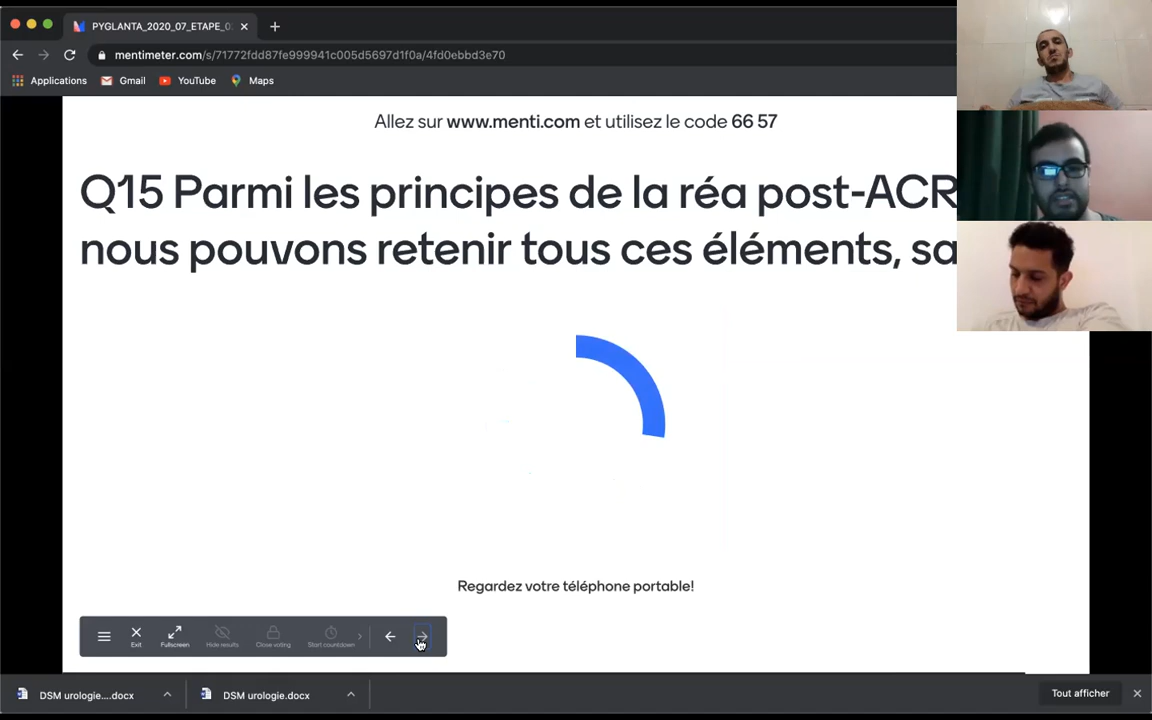 PYGLANTA_2020_07_ETAPE_0
mentimeter.com/s/71772fdd87fe999941c005d5697d1f0a/4fd0ebbd3e70
Applications Gmail YouTube Maps
Allez sur www.menti.com et utilisez le code 66 57
Q15 Parmi les principes de la réa post-ACR
nous pouvons retenir tous ces éléments, sa
Regardez votre téléphone portable!
Exit Fullscreen Hide results Close voting Start countdown
DSM urologie....docx DSM urologie.docx Tout afficher